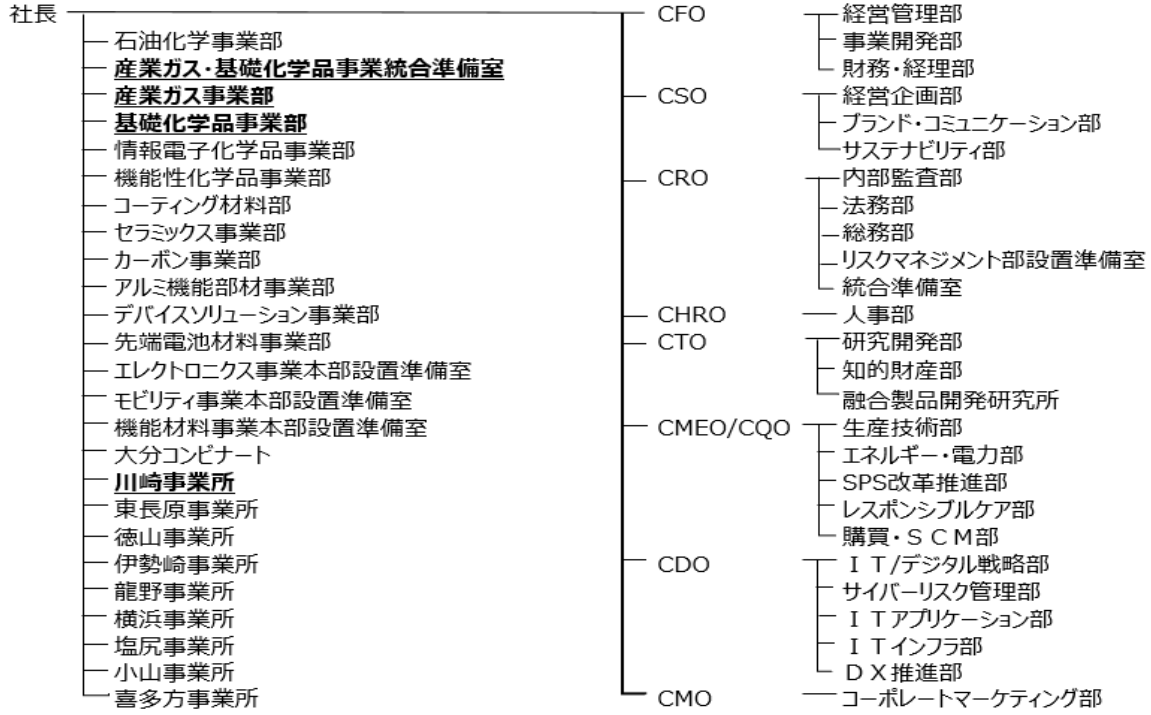 社長
石油化学事業部
産業ガス・基礎化学品事業統合準備室
産業ガス事業部
基礎化学品事業部
情報電子化学品事業部
機能性化学品事業部
コーティング材料部
セラミックス事業部
カーボン事業部
アルミ機能部材事業部
デバイスソリューション事業部
先端電池材料事業部
エレクトロニクス事業本部設置準備室
モビリティ事業本部設置準備室
機能材料事業本部設置準備室
大分コンビナート
川崎事業所
東長原事業所
徳山事業所
伊勢崎事業所
龍野事業所
横浜事業所
塩尻事業所
小山事業所
喜多方事業所
CFO
経営管理部
事業開発部
財務・経理部
CSO
経営企画部
ブランド・コミュニケーション部
サステナビリティ部
CRO
内部監査部
法務部
総務部
リスクマネジメント部設置準備室
統合準備室
CHRO
人事部
CTO
研究開発部
知的財産部
融合製品開発研究所
CMEO/CQO
生産技術部
エネルギー・電力部
SPS改革推進部
レスポンシブルケア部
購買・ＳＣＭ部
CDO
ＩＴ/デジタル戦略部
サイバーリスク管理部
ＩＴアプリケーション部
ＩＴインフラ部
ＤＸ推進部
CMO
コーポレートマーケティング部